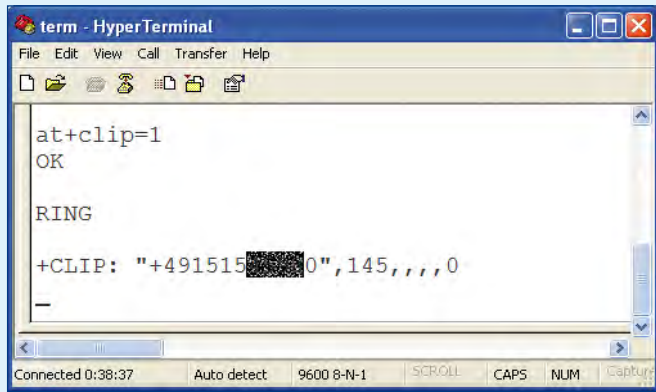 term - HyperTerminal
File Edit View Call Transfer Help
at+clip=1
OK
RING
+CLIP: "+491515 0",145,,,,0
Connected 0:38:37 Auto detect 9600 8-N-1 SCROLL CAPS NUM Captur